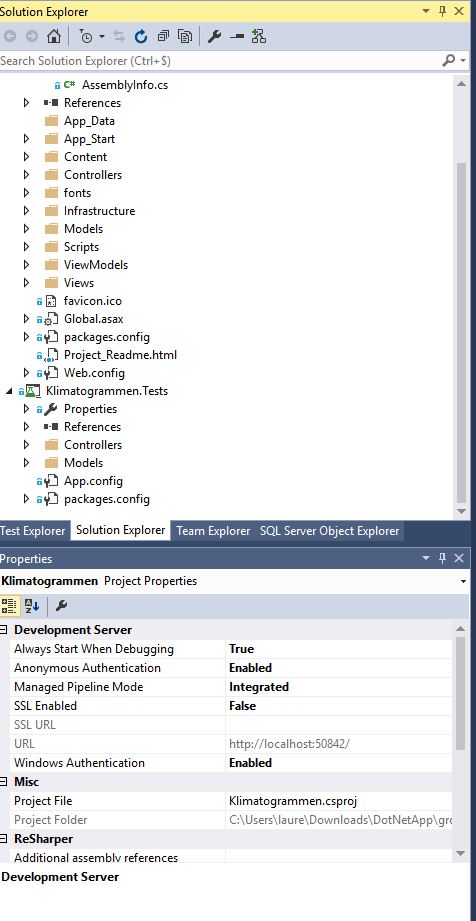 Solution Explorer
Search Solution Explorer (Ctrl+$)
C# AssemblyInfo.cs
References
App_Data
App_Start
Content
Controllers
fonts
Infrastructure
Models
Scripts
ViewModels
Views
favicon.ico
Global.asax
packages.config
Project_Readme.html
Web.config
Klimatogrammen.Tests
Properties
References
Controllers
Models
App.config
packages.config
Test Explorer Solution Explorer Team Explorer SQL Server Object Explorer
Properties
Klimatogrammen Project Properties
Development Server
Always Start When Debugging True
Anonymous Authentication Enabled
Managed Pipeline Mode Integrated
SSL Enabled False
SSL URL
URL http://localhost:50842/
Windows Authentication Enabled
Misc
Project File Klimatogrammen.csproj
Project Folder C:\Users\laure\Downloads\DotNetApp\gro
ReSharper
Additional assembly references
Development Server